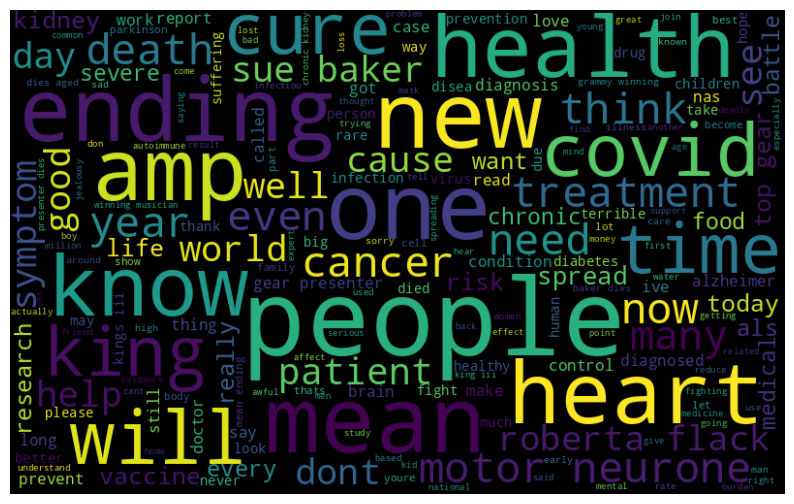 kidney work report prevention love case best problem common great join young known
day death cure health
parkinson suffering lost bad loss chronic kidney way drug hope
severe sue baker battle see
dies aged sad come infectiou got disea diagnosis children
ending new think nas
saying mask person thought trying rare grammy winning take become deadly especially
good amp cause want covid top gear
don autoimmune called due find illness another
result part infection tell virus read mind age
symptom year well even one treatment
presenter dies jealousy winning musician thank spreading chronic terrible support
boy expert sorry cell lot care food
life world need time
million show big hear condition diabetes money first
know cancer spread alzheimer
around family gear presenter died risk ive water
actually used human baker dies getting
people now today
kings iii may thing really serious back women effect point many als
research king friend high patient control related
help affect king iii healthy diagnosed reduce medicals
evidence brain fight make
please cant body thats men awful let fighting use medicine going
mean heart
still doctor say study much roberta flack
long look
better will dont motor neurone
prevent vaccine every
understand home never based kid youre early give man
national said mental rate burden right